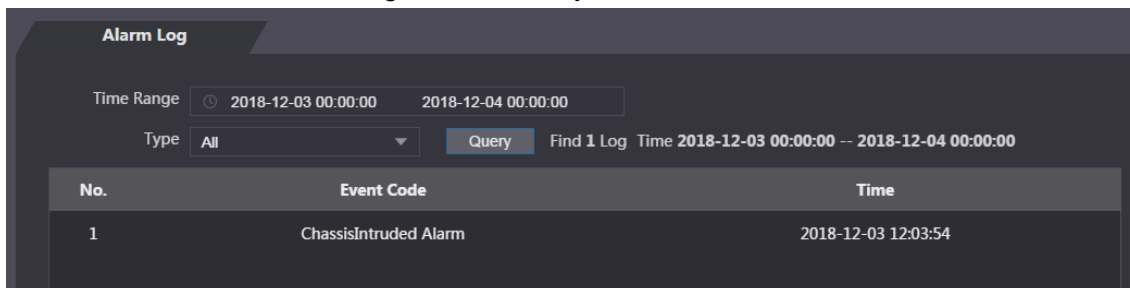 Alarm Log
Time Range 2018-12-03 00:00:00 2018-12-04 00:00:00
Type All Query Find 1 Log Time 2018-12-03 00:00:00 -- 2018-12-04 00:00:00
No. Event Code Time
1 ChassisIntruded Alarm 2018-12-03 12:03:54